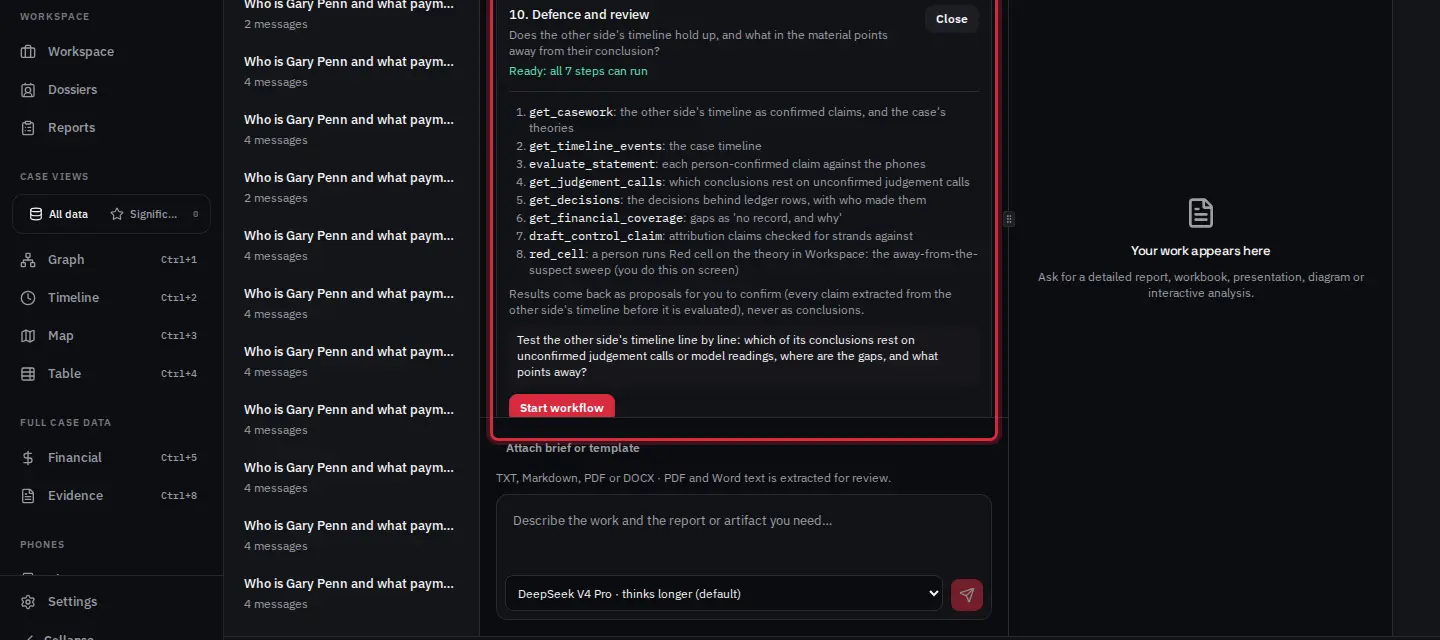 WORKSPACE
Workspace
Dossiers
Reports
CASE VIEWS
All data
Signific... 0
Graph Ctrl+1
Timeline Ctrl+2
Map Ctrl+3
Table Ctrl+4
FULL CASE DATA
Financial Ctrl+5
Evidence Ctrl+8
PHONES
Settings
Collapse
Who is Gary Penn and what paym...
2 messages
Who is Gary Penn and what paym...
4 messages
Who is Gary Penn and what paym...
4 messages
Who is Gary Penn and what paym...
2 messages
Who is Gary Penn and what paym...
4 messages
Who is Gary Penn and what paym...
4 messages
Who is Gary Penn and what paym...
4 messages
Who is Gary Penn and what paym...
4 messages
Who is Gary Penn and what paym...
4 messages
Who is Gary Penn and what paym...
4 messages
Who is Gary Penn and what paym...
4 messages
10. Defence and review
Close
Does the other side's timeline hold up, and what in the material points
away from their conclusion?
Ready: all 7 steps can run
1. get_casework: the other side's timeline as confirmed claims, and the case's
theories
2. get_timeline_events: the case timeline
3. evaluate_statement: each person-confirmed claim against the phones
4. get_judgement_calls: which conclusions rest on unconfirmed judgement calls
5. get_decisions: the decisions behind ledger rows, with who made them
6. get_financial_coverage: gaps as 'no record, and why'
7. draft_control_claim: attribution claims checked for strands against
8. red_cell: a person runs Red cell on the theory in Workspace: the away-from-the-
suspect sweep (you do this on screen)
Results come back as proposals for you to confirm (every claim extracted from the
other side's timeline before it is evaluated), never as conclusions.
Test the other side's timeline line by line: which of its conclusions rest on
unconfirmed judgement calls or model readings, where are the gaps, and what
points away?
Start workflow
Attach brief or template
TXT, Markdown, PDF or DOCX · PDF and Word text is extracted for review.
Describe the work and the report or artifact you need...
DeepSeek V4 Pro · thinks longer (default)
Your work appears here
Ask for a detailed report, workbook, presentation, diagram or
interactive analysis.